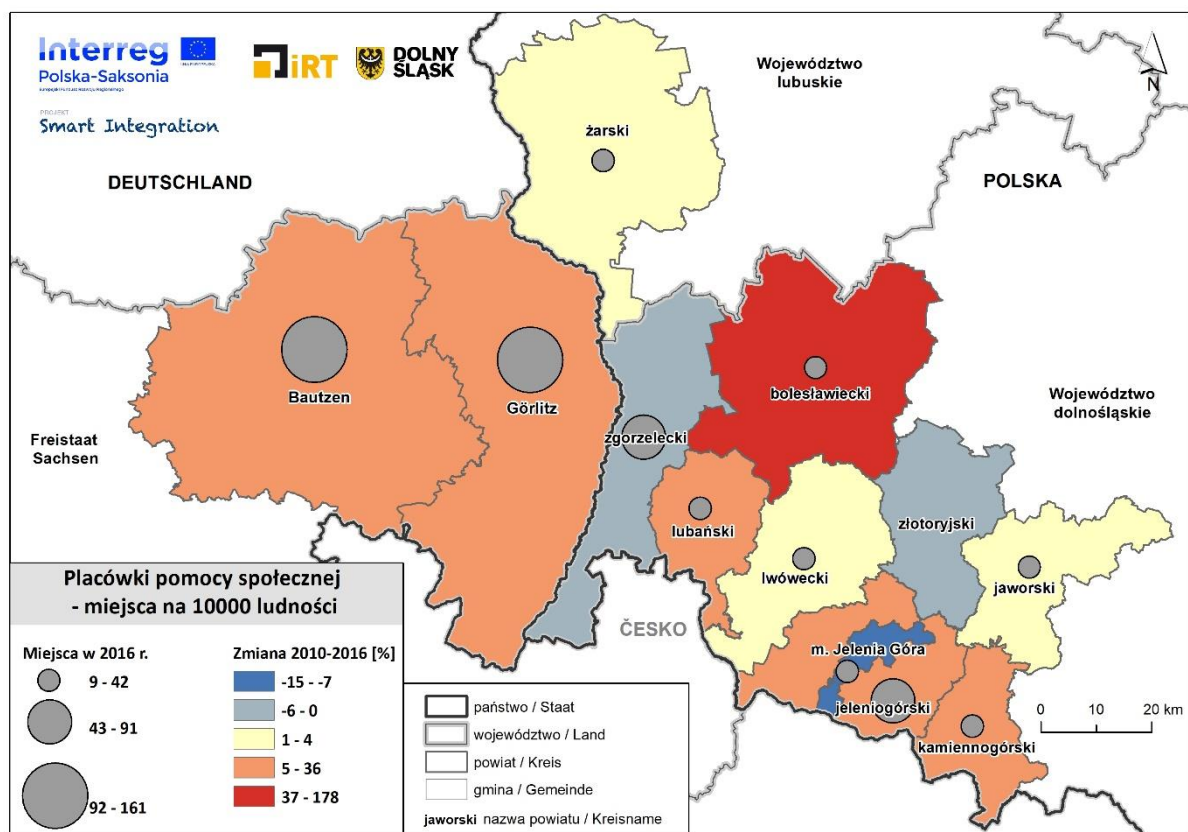 Interreg
Polska-Saksonia
PROJEKT
Smart Integration
iRT
DOLNY
ŚLĄSK
Województwo
lubuskie
N
żarski
DEUTSCHLAND
POLSKA
Bautzen
Görlitz
bolesławiecki
Województwo
dolnośląskie
zgorzelecki
Freistaat
Sachsen
złotoryjski
lubański
lwówecki
jaworski
ČESKO
m. Jelenia Góra
jeleniogórski
kamiennogórski
0 10 20 km
Placówki pomocy społecznej
- miejsca na 10000 ludności
Miejsca w 2016 r.
9 - 42
43 - 91
92 - 161
Zmiana 2010-2016 [%]
-15 - -7
-6 - 0
1 - 4
5 - 36
37 - 178
państwo / Staat
województwo / Land
powiat / Kreis
gmina / Gemeinde
jaworski nazwa powiatu / Kreisname